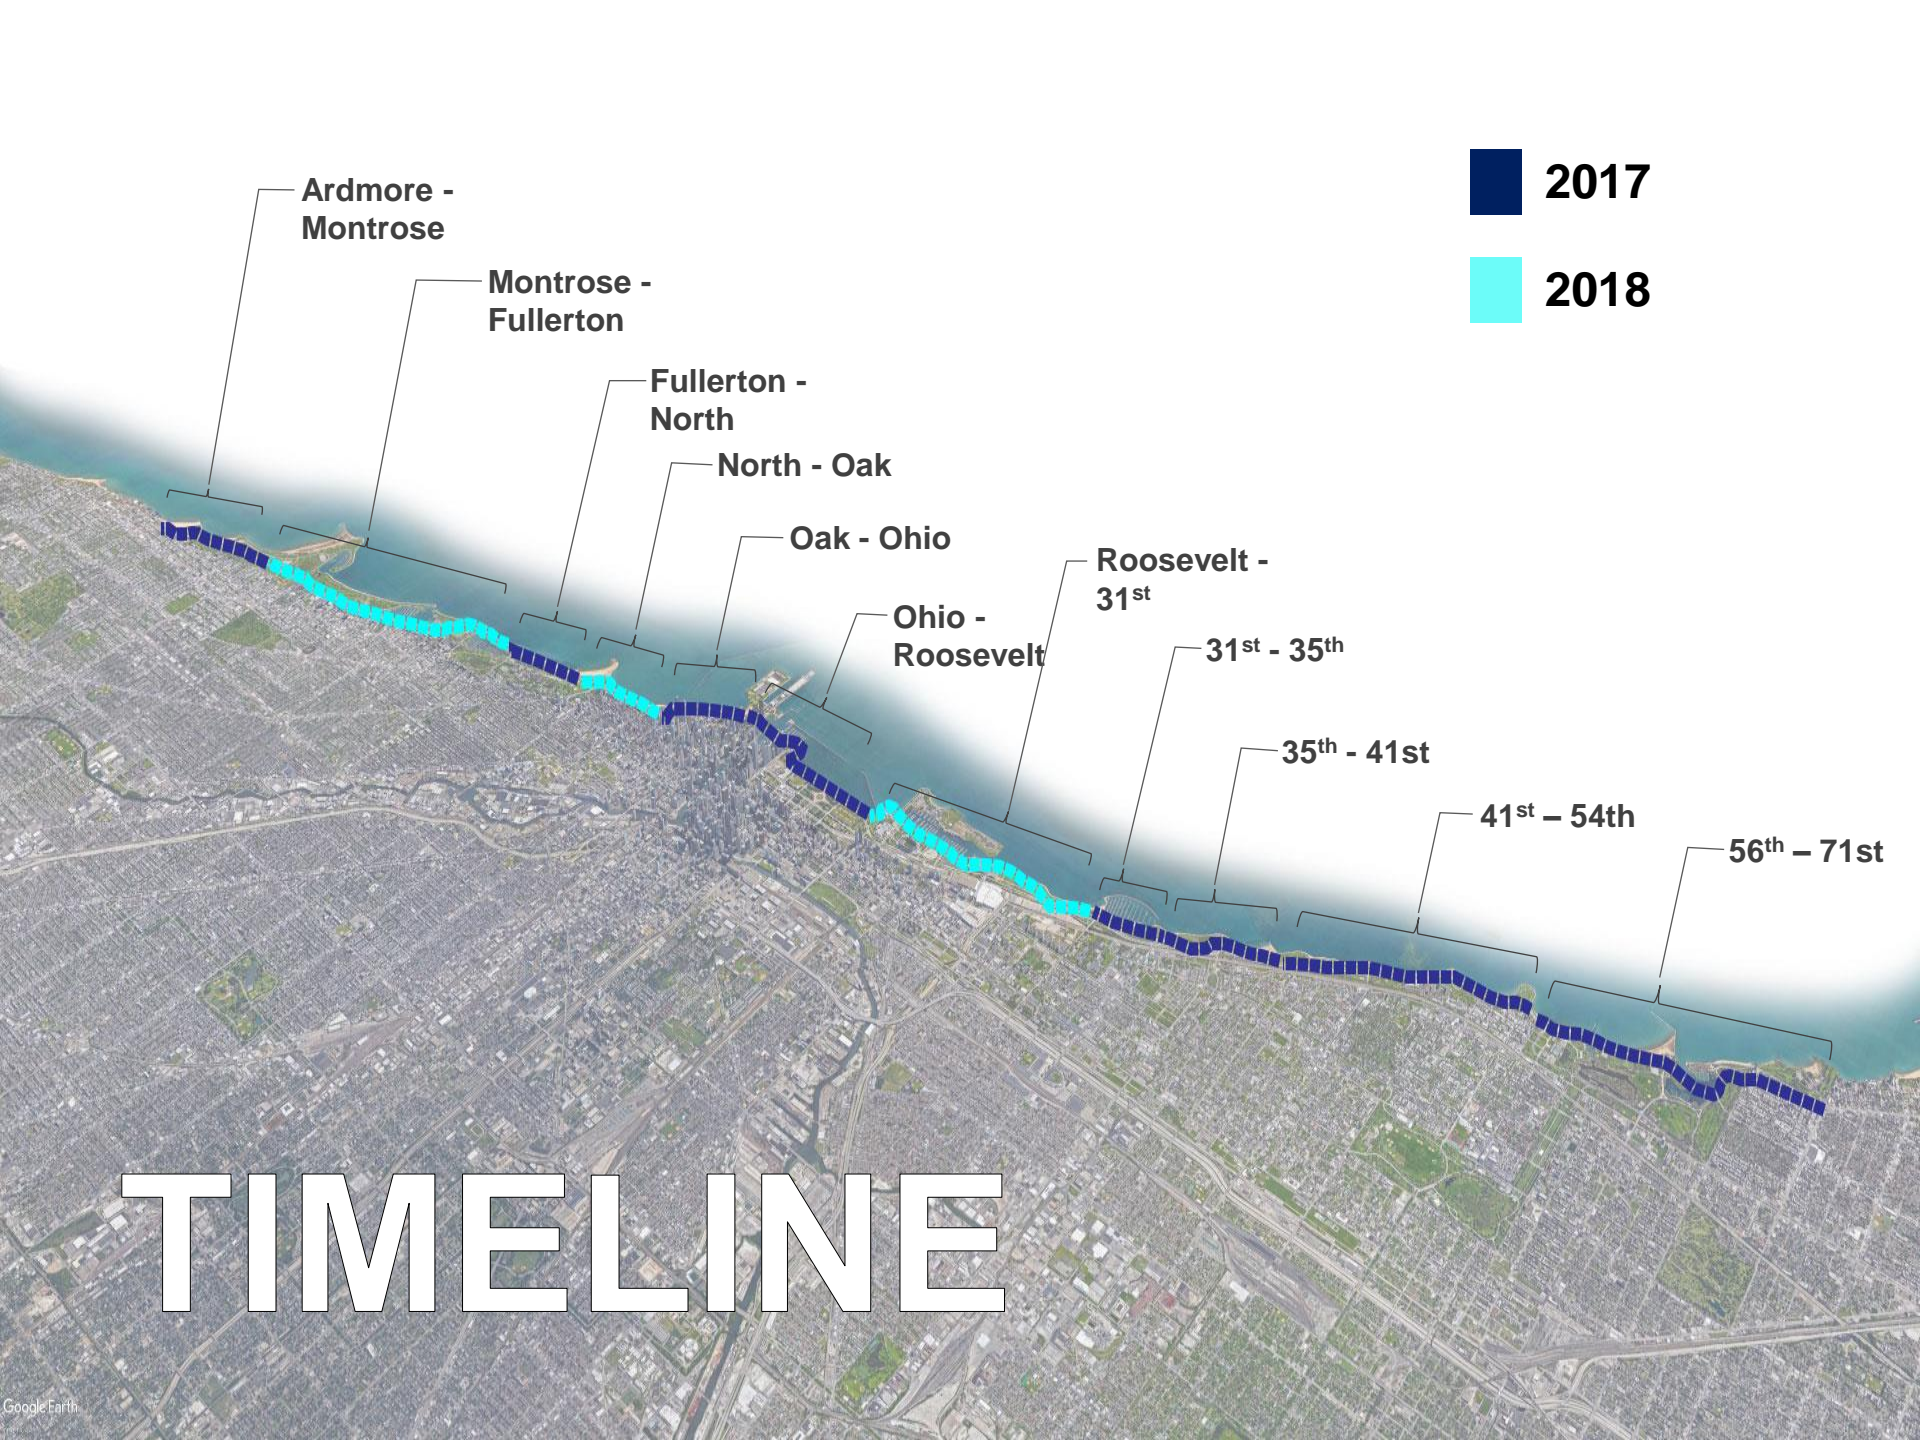 2017
2018
Ardmore -
Montrose
Montrose -
Fullerton
Fullerton -
North
North - Oak
Oak - Ohio
Ohio -
Roosevelt
Roosevelt -
31st
31st - 35th
35th - 41st
41st – 54th
56th – 71st
TIMELINE
Google Earth